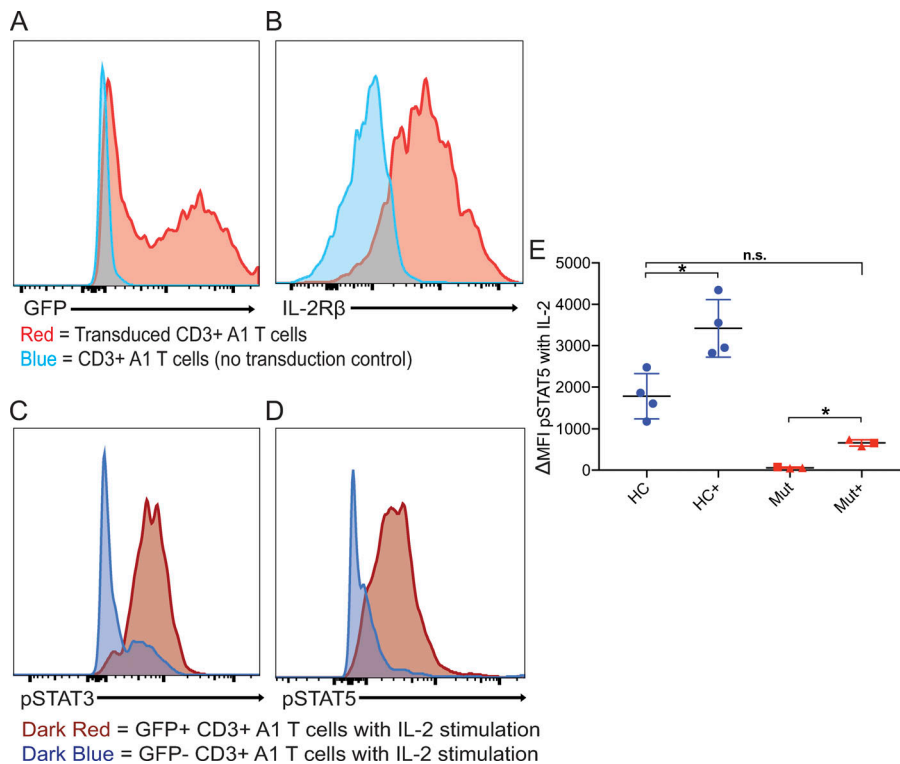 A
B
GFP
IL-2Rβ
Red = Transduced CD3+ A1 T cells
Blue = CD3+ A1 T cells (no transduction control)
C
D
pSTAT3
pSTAT5
Dark Red = GFP+ CD3+ A1 T cells with IL-2 stimulation
Dark Blue = GFP- CD3+ A1 T cells with IL-2 stimulation
E
ΔMFI pSTAT5 with IL-2
5000
4000
3000
2000
1000
0
n.s.
*
*
HC
HC+
Mut
Mut+